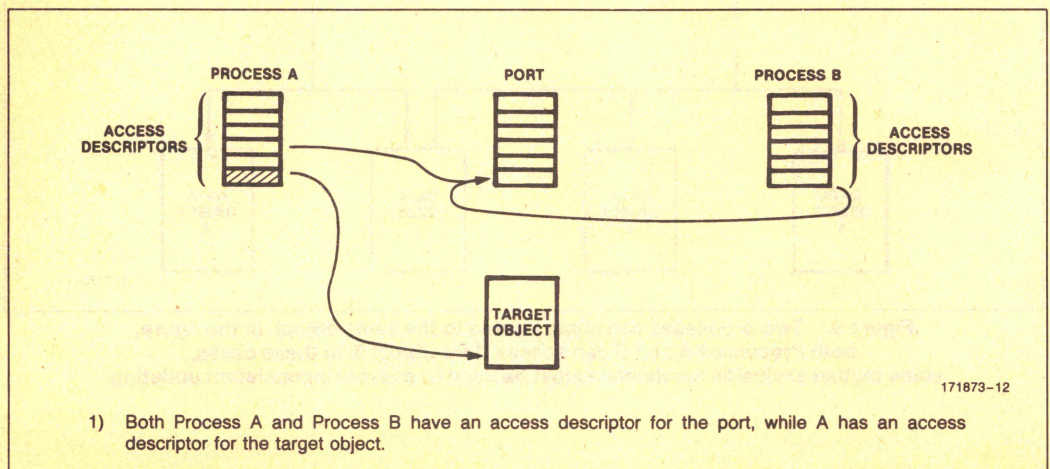 PROCESS A
PORT
PROCESS B
ACCESS
DESCRIPTORS
ACCESS
DESCRIPTORS
TARGET
OBJECT
171873–12
1) Both Process A and Process B have an access descriptor for the port, while A has an access
descriptor for the target object.